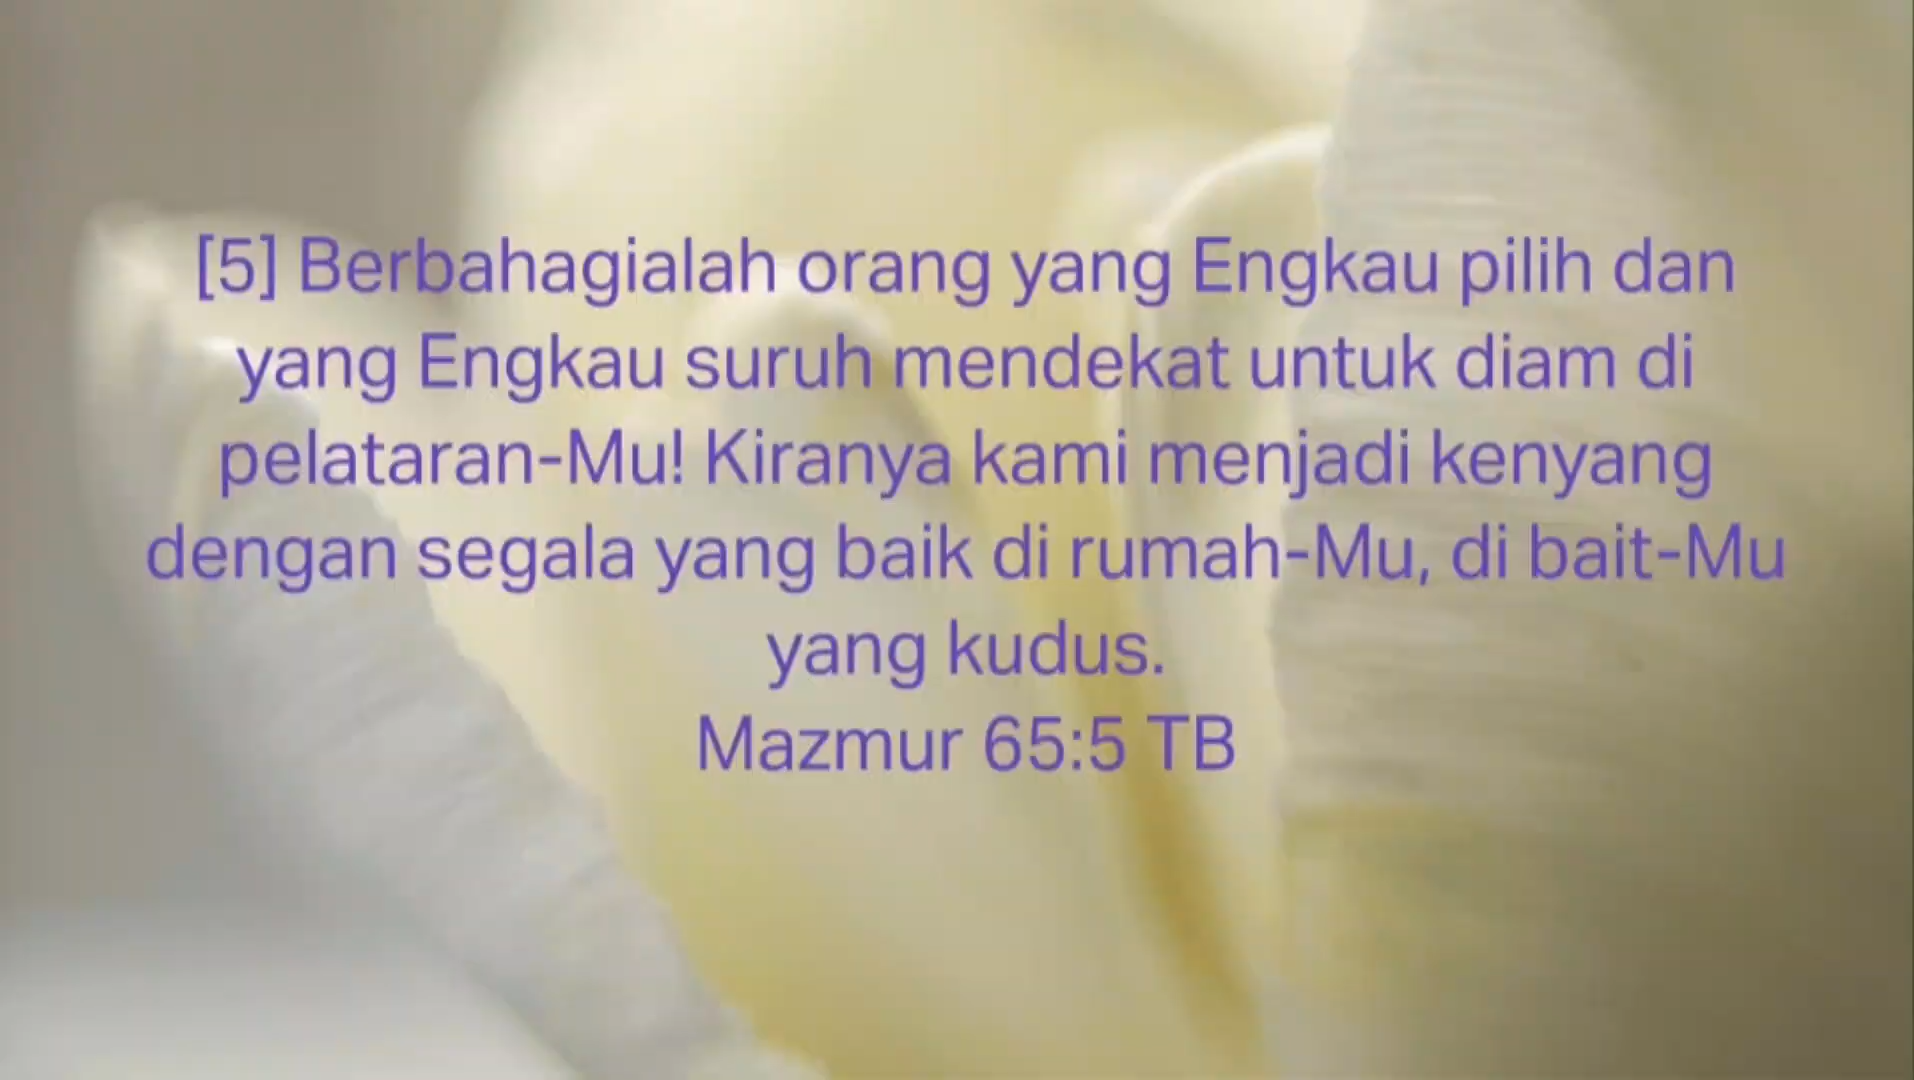 [5] Berbahagialah orang yang Engkau pilih dan
yang Engkau suruh mendekat untuk diam di
pelataran-Mu! Kiranya kami menjadi kenyang
dengan segala yang baik di rumah-Mu, di bait-Mu
yang kudus.
Mazmur 65:5 TB